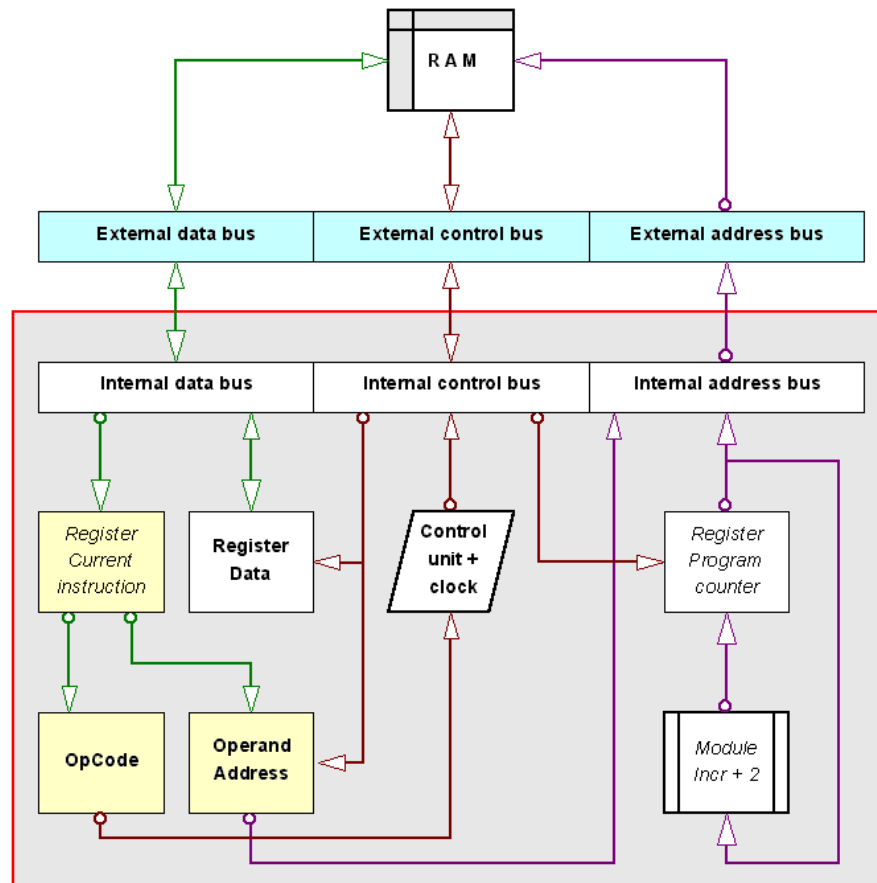 R A M
External data bus
External control bus
External address bus
Internal data bus
Internal control bus
Internal address bus
Register
Current
instruction
Register
Data
Control
unit +
clock
Register
Program
counter
OpCode
Operand
Address
Module
Incr + 2